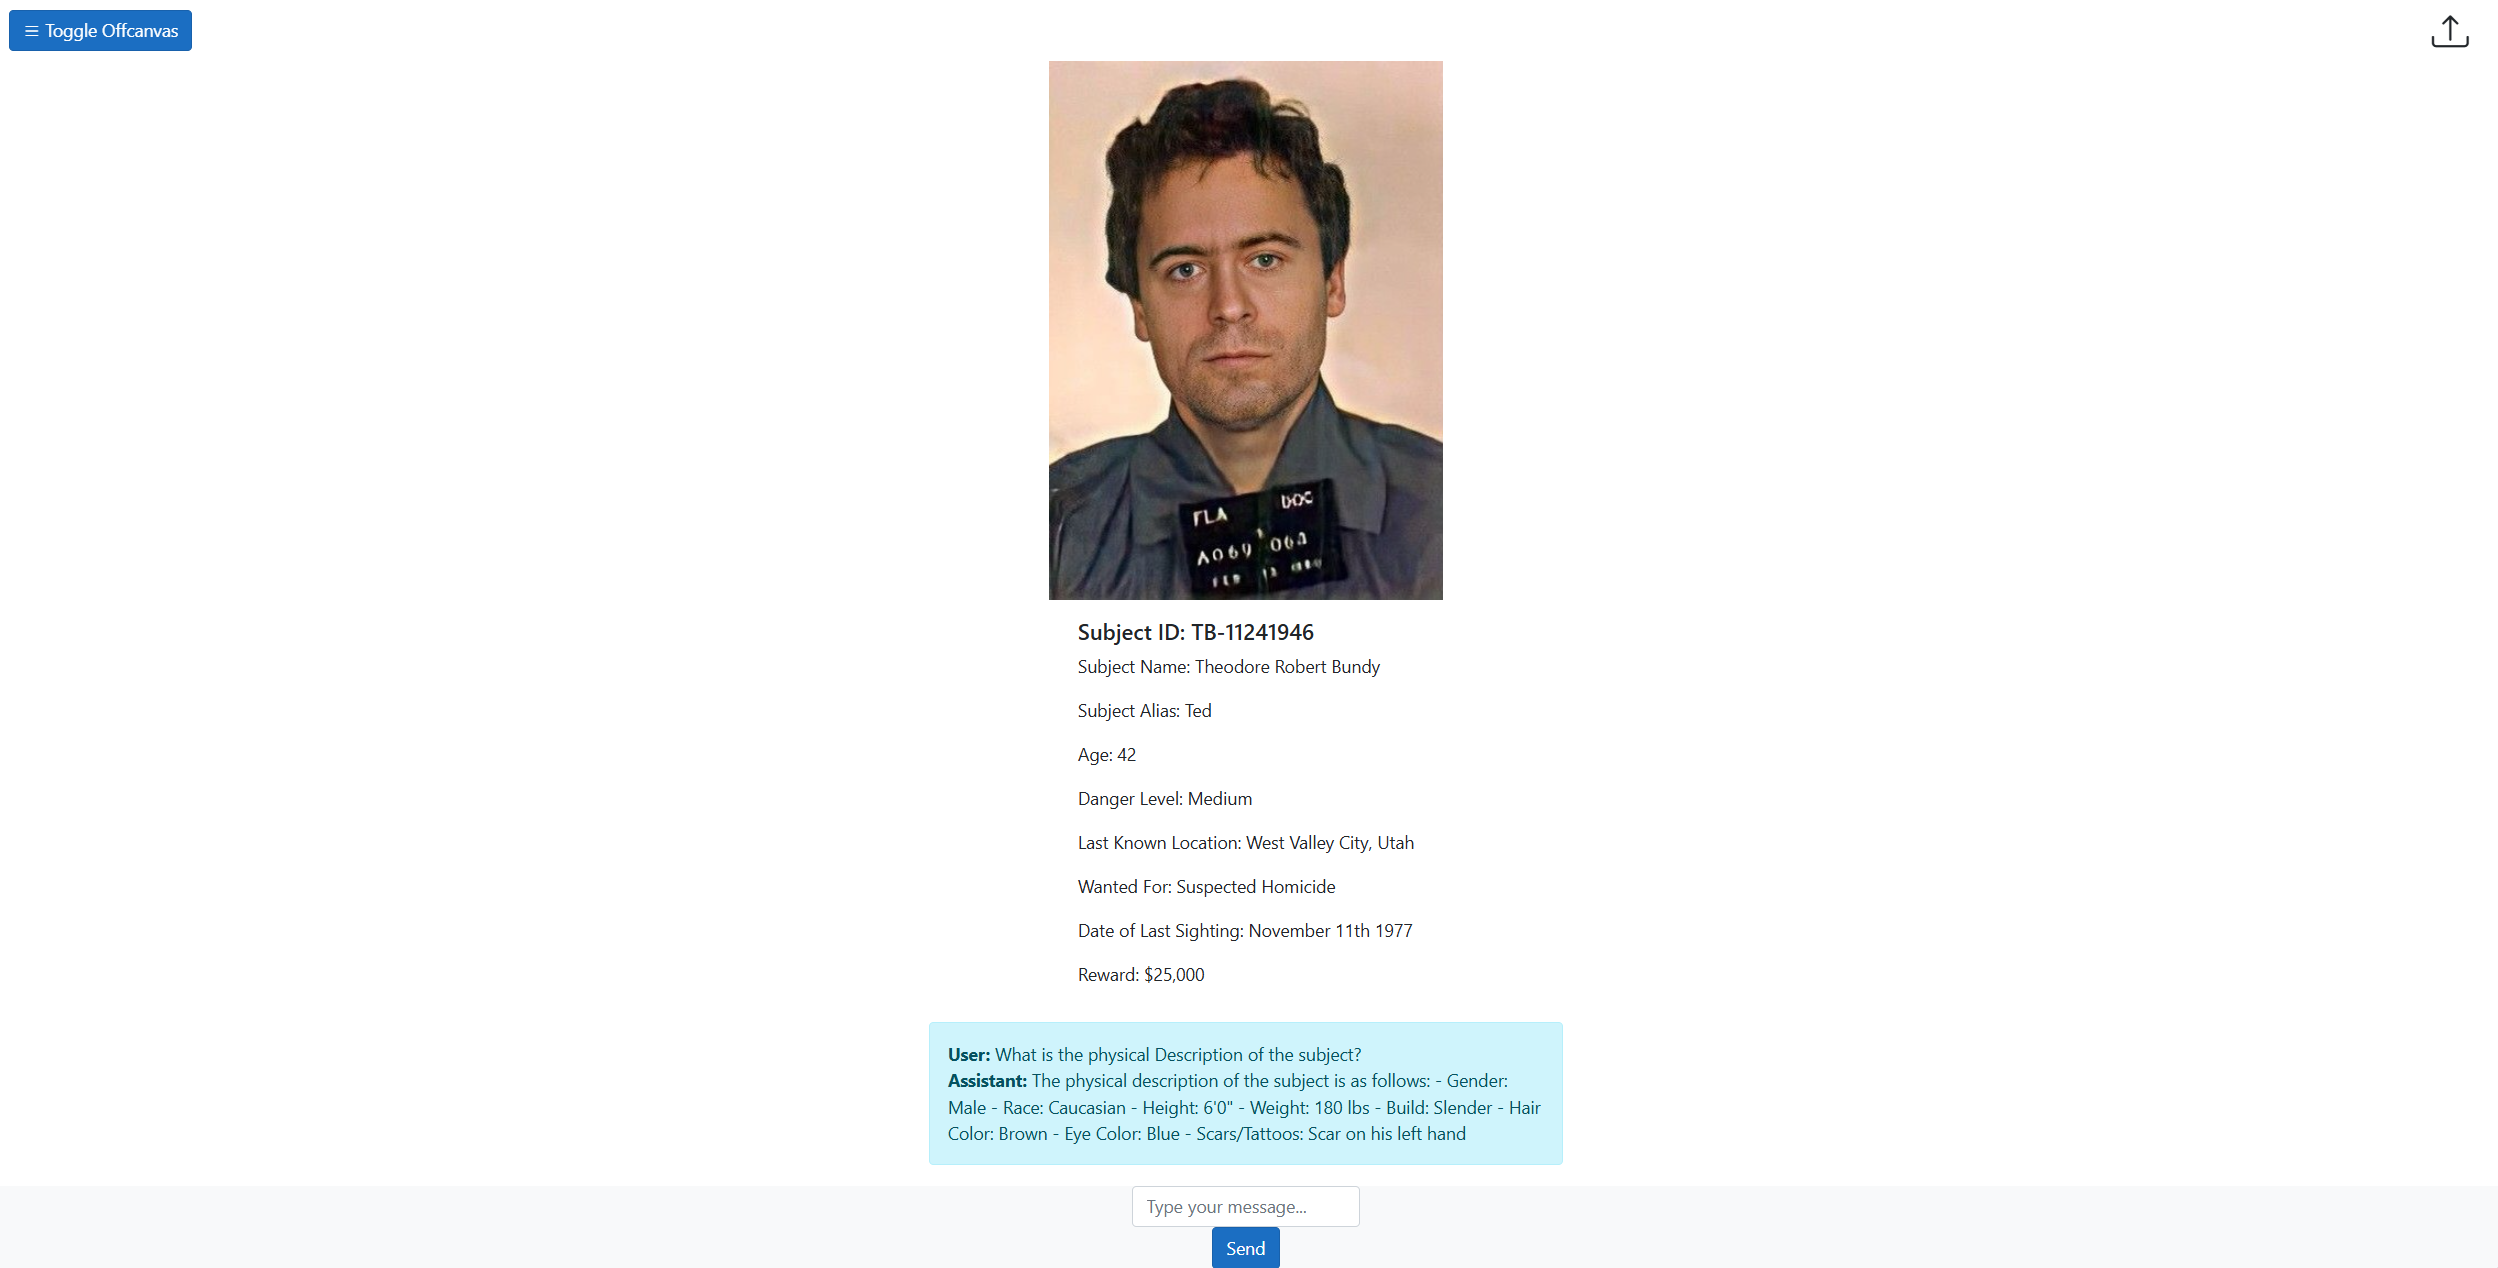 Toggle Offcanvas
FLA DOC
A069 063
Subject ID: TB-11241946
Subject Name: Theodore Robert Bundy
Subject Alias: Ted
Age: 42
Danger Level: Medium
Last Known Location: West Valley City, Utah
Wanted For: Suspected Homicide
Date of Last Sighting: November 11th 1977
Reward: $25,000
User: What is the physical Description of the subject?
Assistant: The physical description of the subject is as follows: - Gender:
Male - Race: Caucasian - Height: 6'0" - Weight: 180 lbs - Build: Slender - Hair
Color: Brown - Eye Color: Blue - Scars/Tattoos: Scar on his left hand
Type your message...
Send